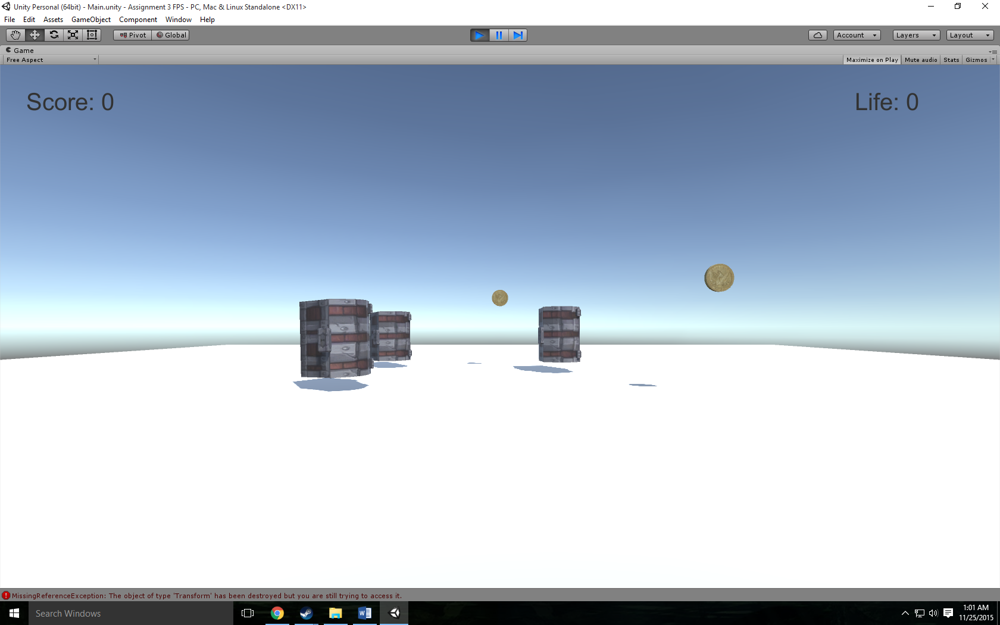 Unity Personal (64bit) - Main.unity - Assignment 3 FPS - PC, Mac & Linux Standalone <DX11>
File Edit Assets GameObject Component Window Help
Pivot Global Account Layers Layout
Game
Free Aspect Maximize on Play Mute audio Stats Gizmos
Score: 0 Life: 0
MissingReferenceException: The object of type 'Transform' has been destroyed but you are still trying to access it.
Search Windows
1:01 AM
11/25/2015